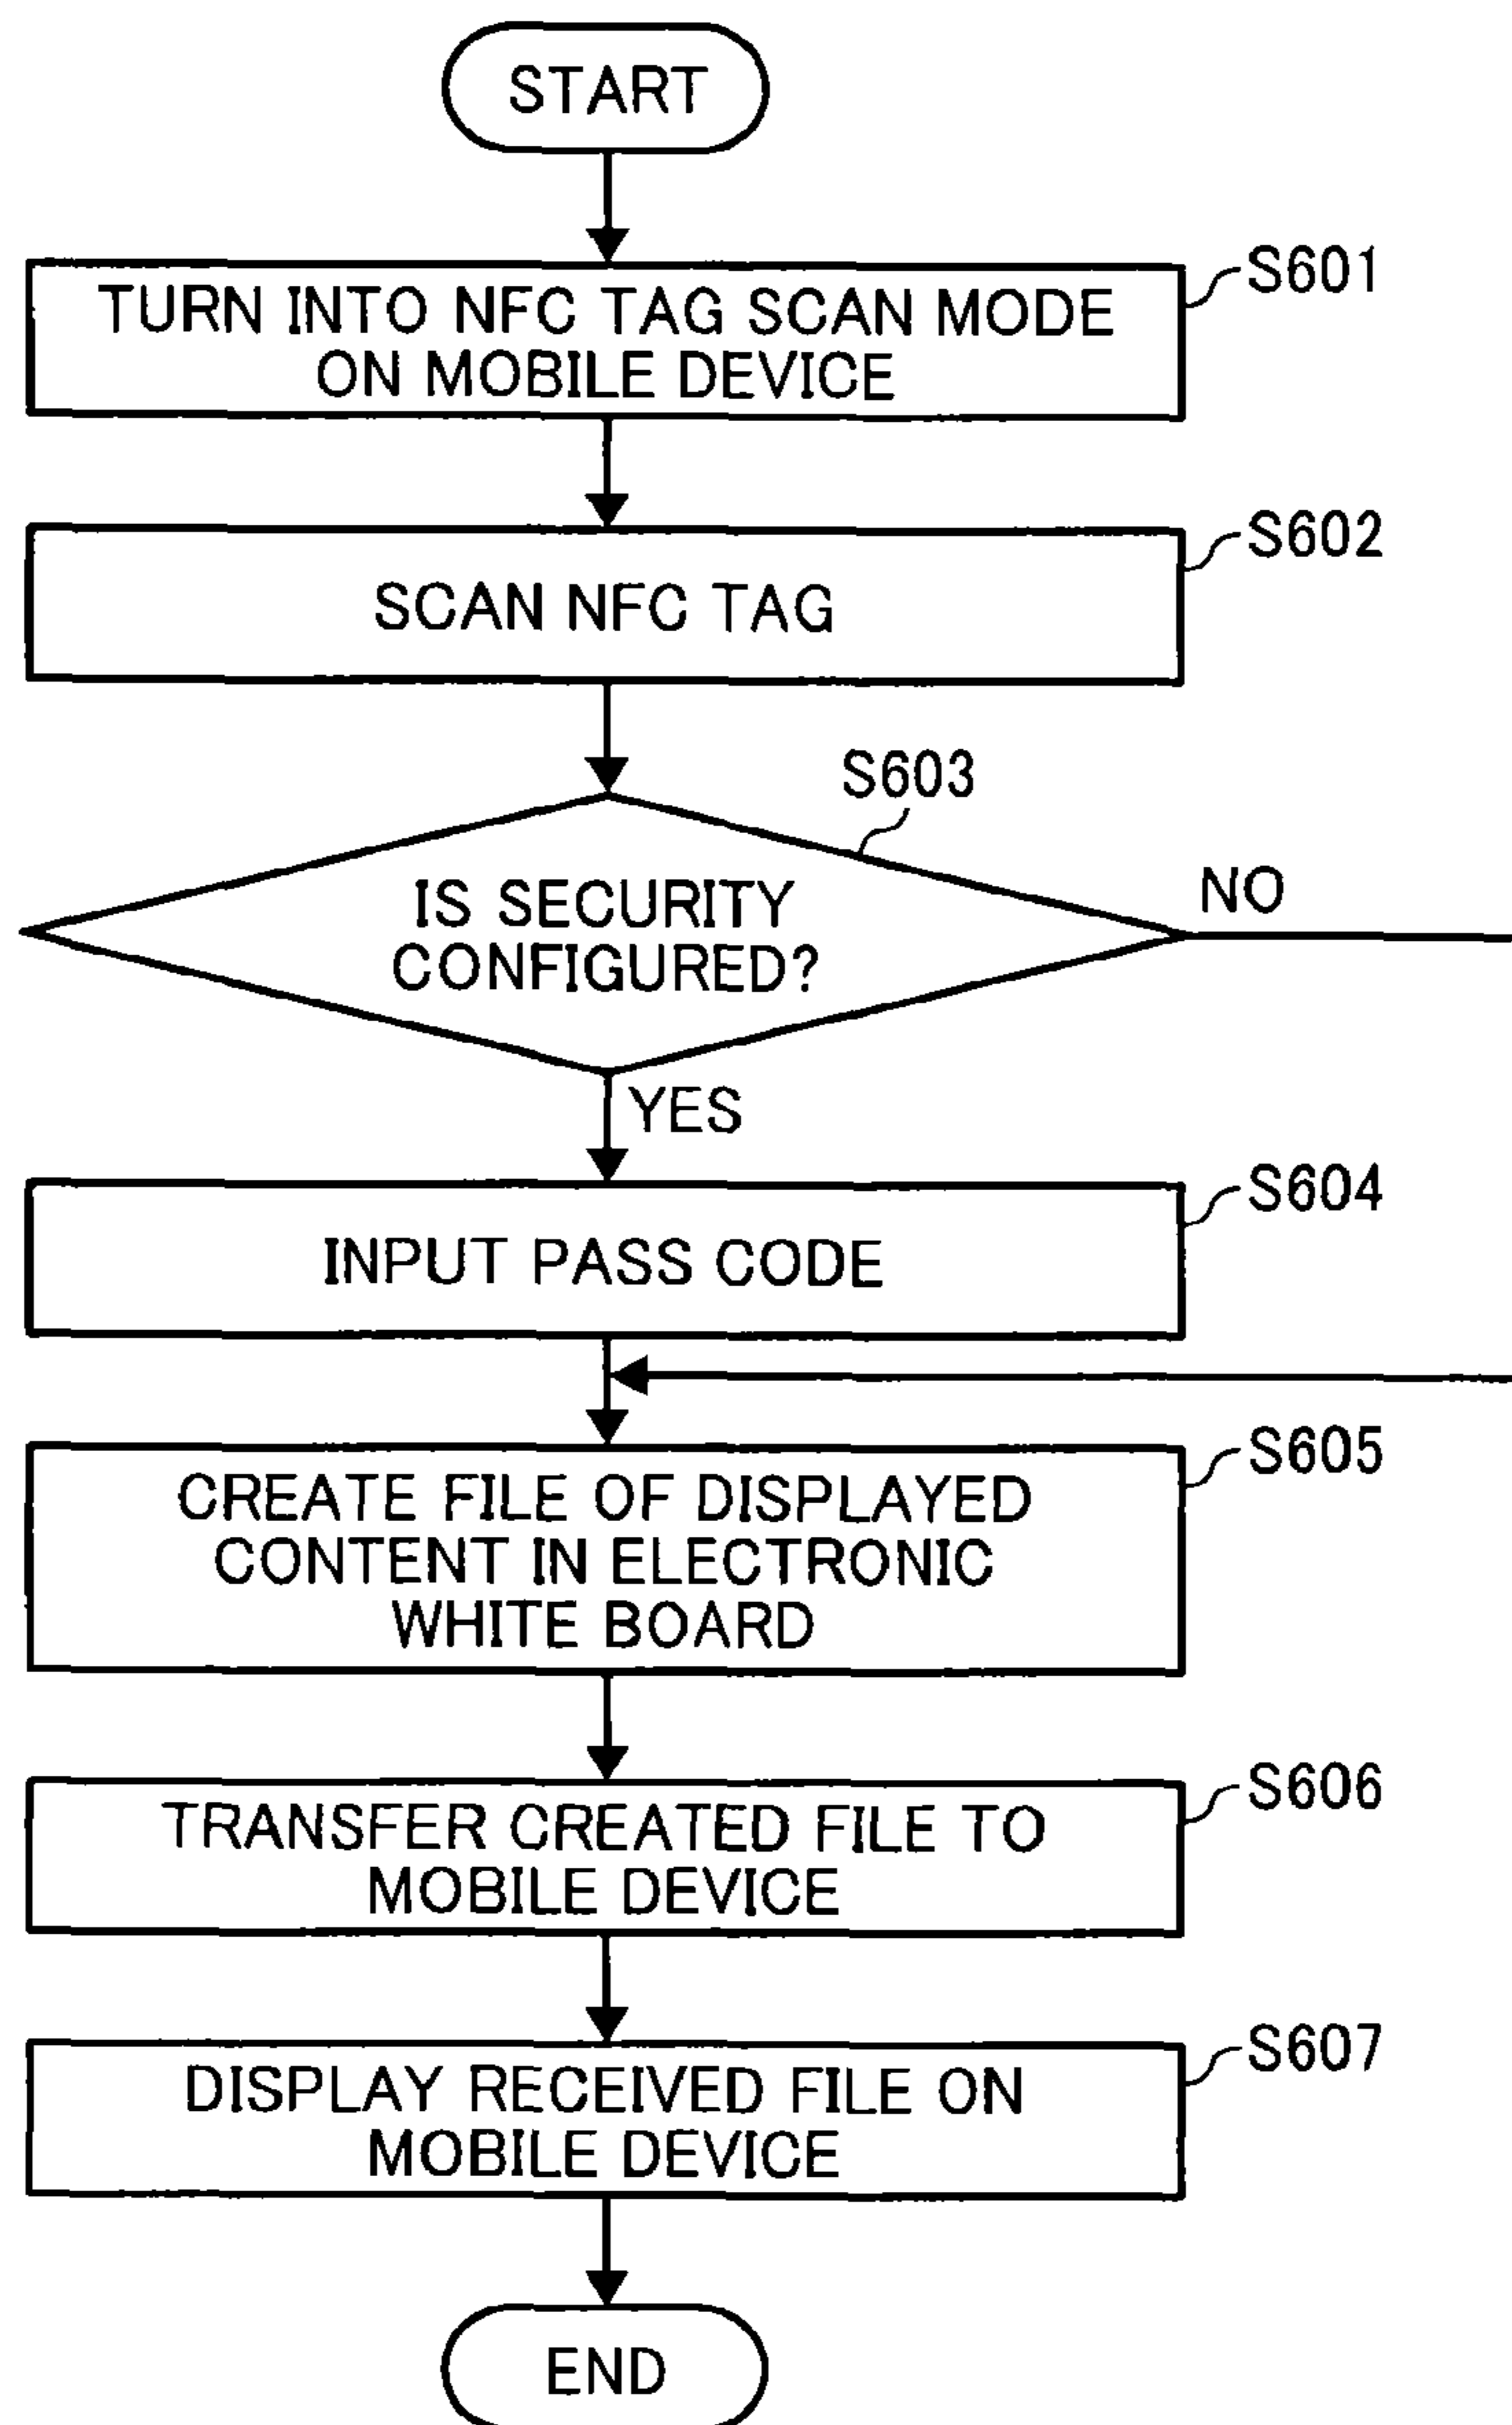 START
S601
TURN INTO NFC TAG SCAN MODE
ON MOBILE DEVICE
S602
SCAN NFC TAG
S603
IS SECURITY
CONFIGURED?
NO
YES
S604
INPUT PASS CODE
S605
CREATE FILE OF DISPLAYED
CONTENT IN ELECTRONIC
WHITE BOARD
S606
TRANSFER CREATED FILE TO
MOBILE DEVICE
S607
DISPLAY RECEIVED FILE ON
MOBILE DEVICE
END